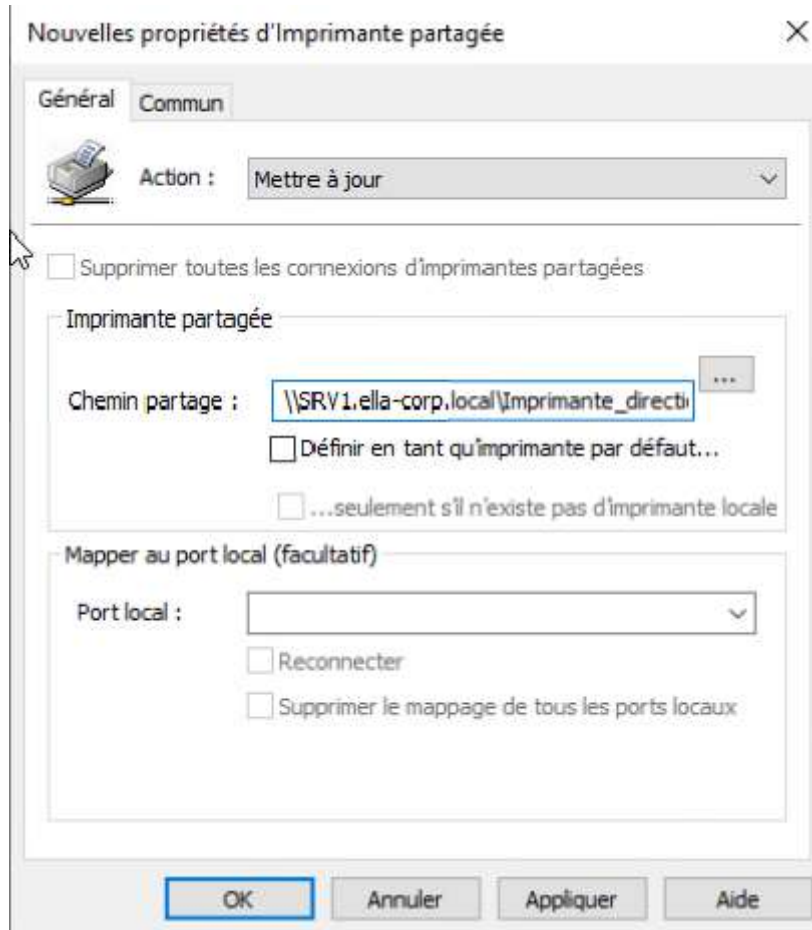 Nouvelles propriétés d'Imprimante partagée
Général
Commun
Action :
Mettre à jour
Supprimer toutes les connexions d'imprimantes partagées
Imprimante partagée
...
Chemin partage :
\\SRV1.ella-corp.local\Imprimante_directi
Définir en tant qu'imprimante par défaut...
...seulement s'il n'existe pas d'imprimante locale
Mapper au port local (facultatif)
Port local :
Reconnecter
Supprimer le mappage de tous les ports locaux
OK
Annuler
Appliquer
Aide